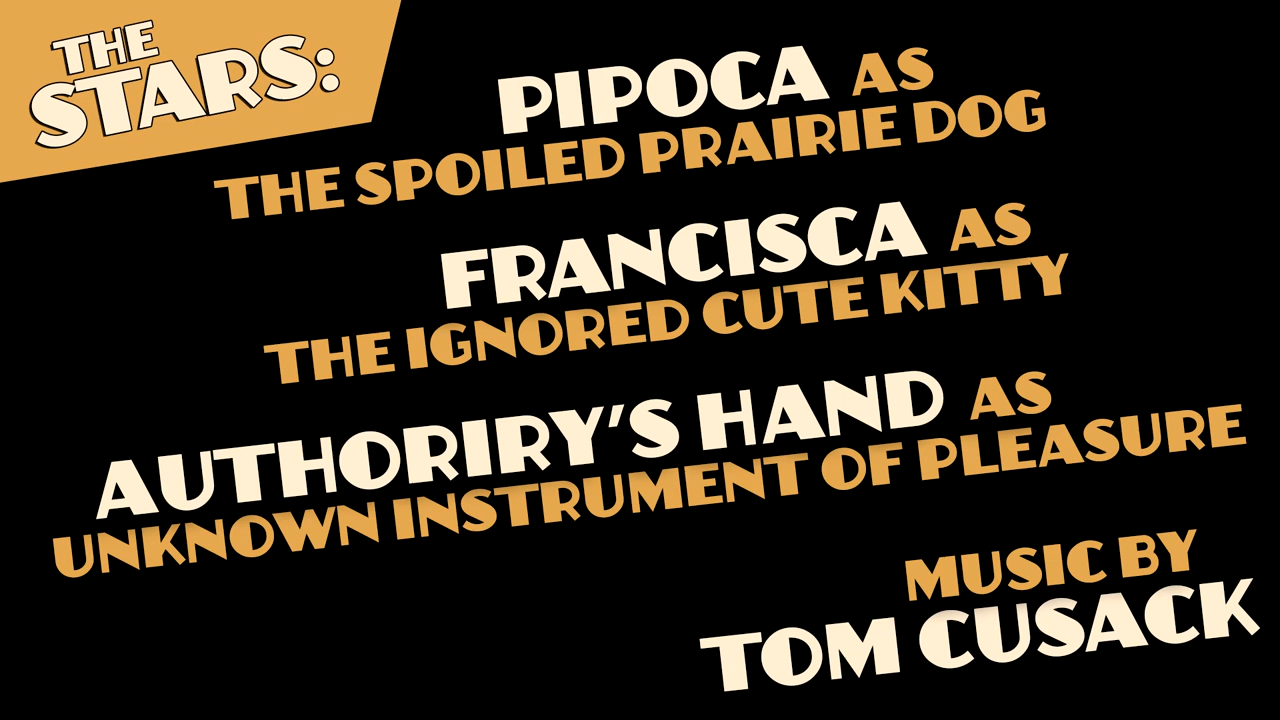 THE
STARS:
PIPOCA AS
THE SPOILED PRAIRIE DOG
FRANCISCA AS
THE IGNORED CUTE KITTY
AUTHORIRY'S HAND AS
UNKNOWN INSTRUMENT OF PLEASURE
MUSIC BY
TOM CUSACK